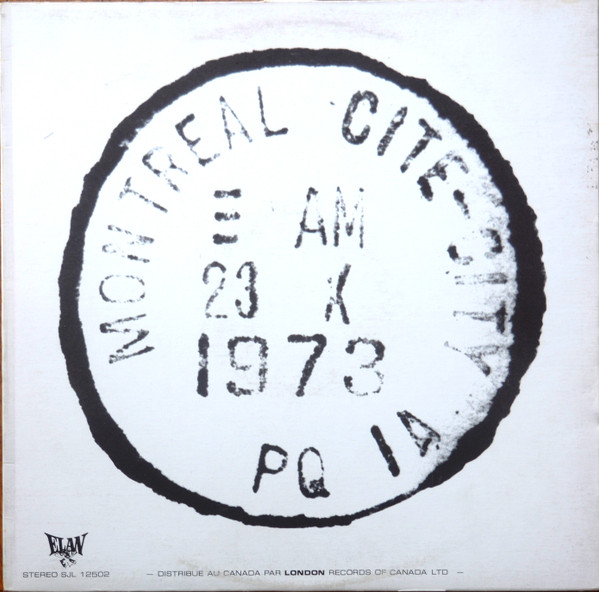 MONTREAL CITE-CITY
AM
23 X
1973
PQ 1A
ELAN
STEREO SJL 12502
— DISTRIBUE AU CANADA PAR LONDON RECORDS OF CANADA LTD —